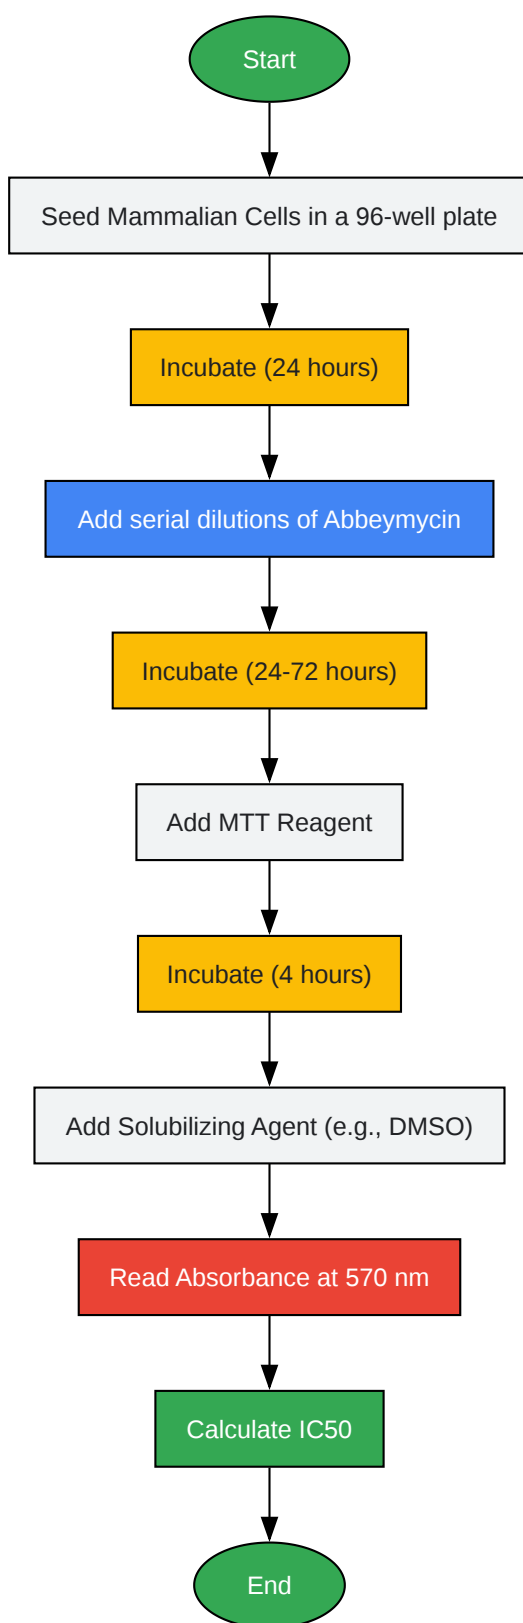 Start
Seed Mammalian Cells in a 96-well plate
Incubate (24 hours)
Add serial dilutions of Abbeymycin
Incubate (24-72 hours)
Add MTT Reagent
Incubate (4 hours)
Add Solubilizing Agent (e.g., DMSO)
Read Absorbance at 570 nm
Calculate IC50
End